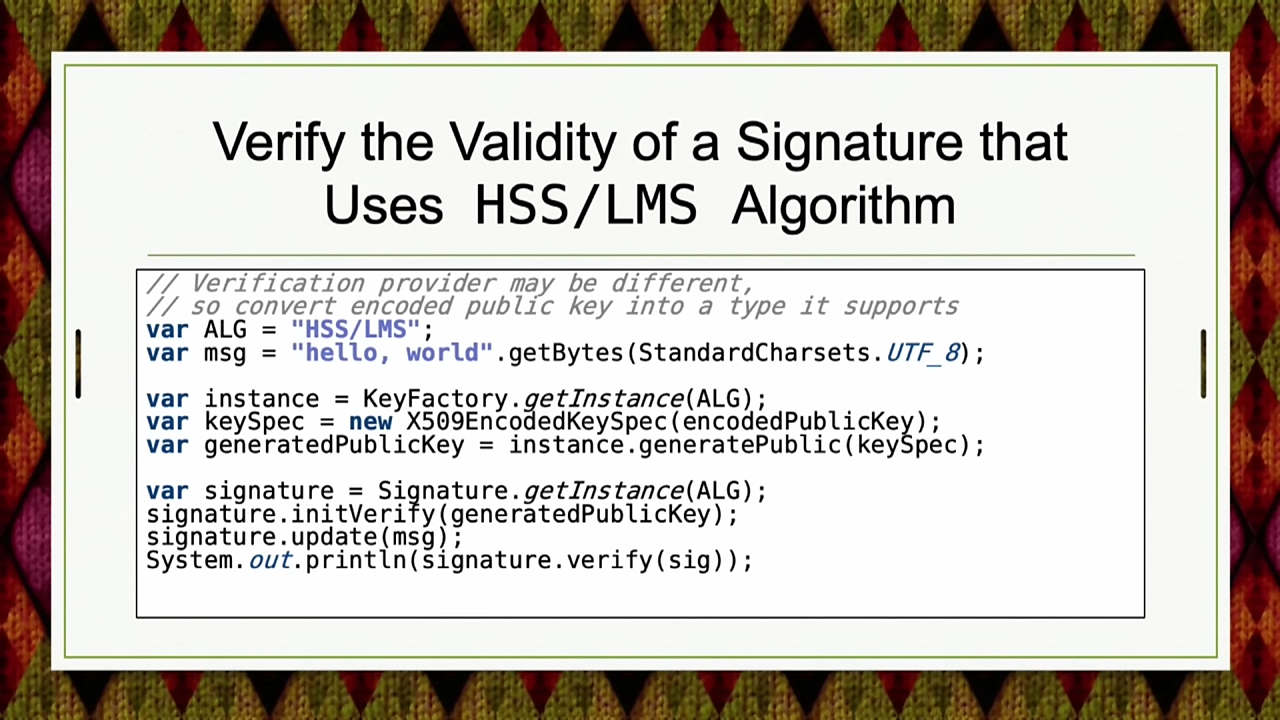 Verify the Validity of a Signature that
Uses HSS/LMS Algorithm
// Verification provider may be different,
// so convert encoded public key into a type it supports
var ALG = "HSS/LMS";
var msg = "hello, world".getBytes(StandardCharsets.UTF_8);
var instance = KeyFactory.getInstance(ALG);
var keySpec = new X509EncodedKeySpec(encodedPublicKey);
var generatedPublicKey = instance.generatePublic(keySpec);
var signature = Signature.getInstance(ALG);
signature.initVerify(generatedPublicKey);
signature.update(msg);
System.out.println(signature.verify(sig));